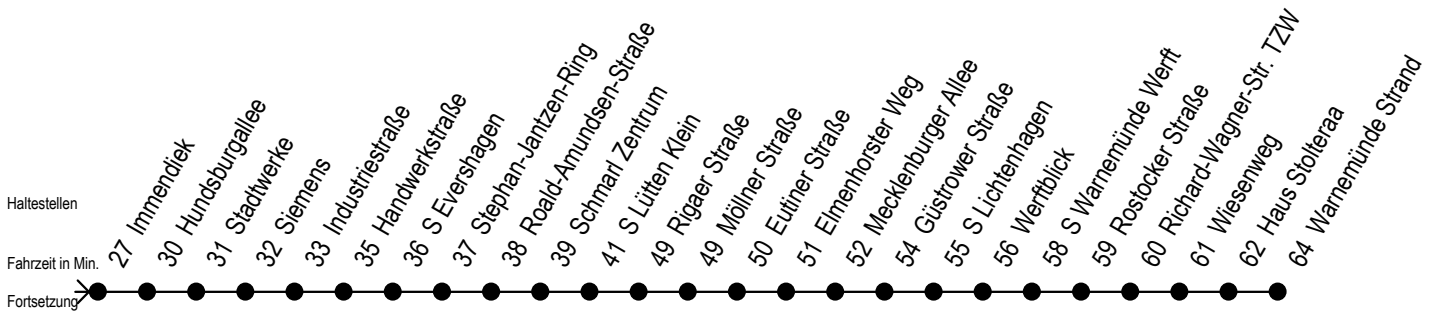 Haltestellen
Fahrzeit in Min.
Fortsetzung
27 Immendiek
30 Hundsburgallee
31 Stadtwerke
32 Siemens
33 Industriestraße
35 Handwerkstraße
36 S Evershagen
37 Stephan-Jantzen-Ring
38 Roald-Amundsen-Straße
39 Schmarl Zentrum
41 S Lütten Klein
49 Rigaer Straße
49 Möllner Straße
50 Eutiner Straße
51 Elmenhorster Weg
52 Mecklenburger Allee
54 Güstrower Straße
55 S Lichtenhagen
56 Werftblick
58 S Warnemünde Werft
59 Rostocker Straße
60 Richard-Wagner-Str. TZW
61 Wiesenweg
62 Haus Stolteraa
64 Warnemünde Strand